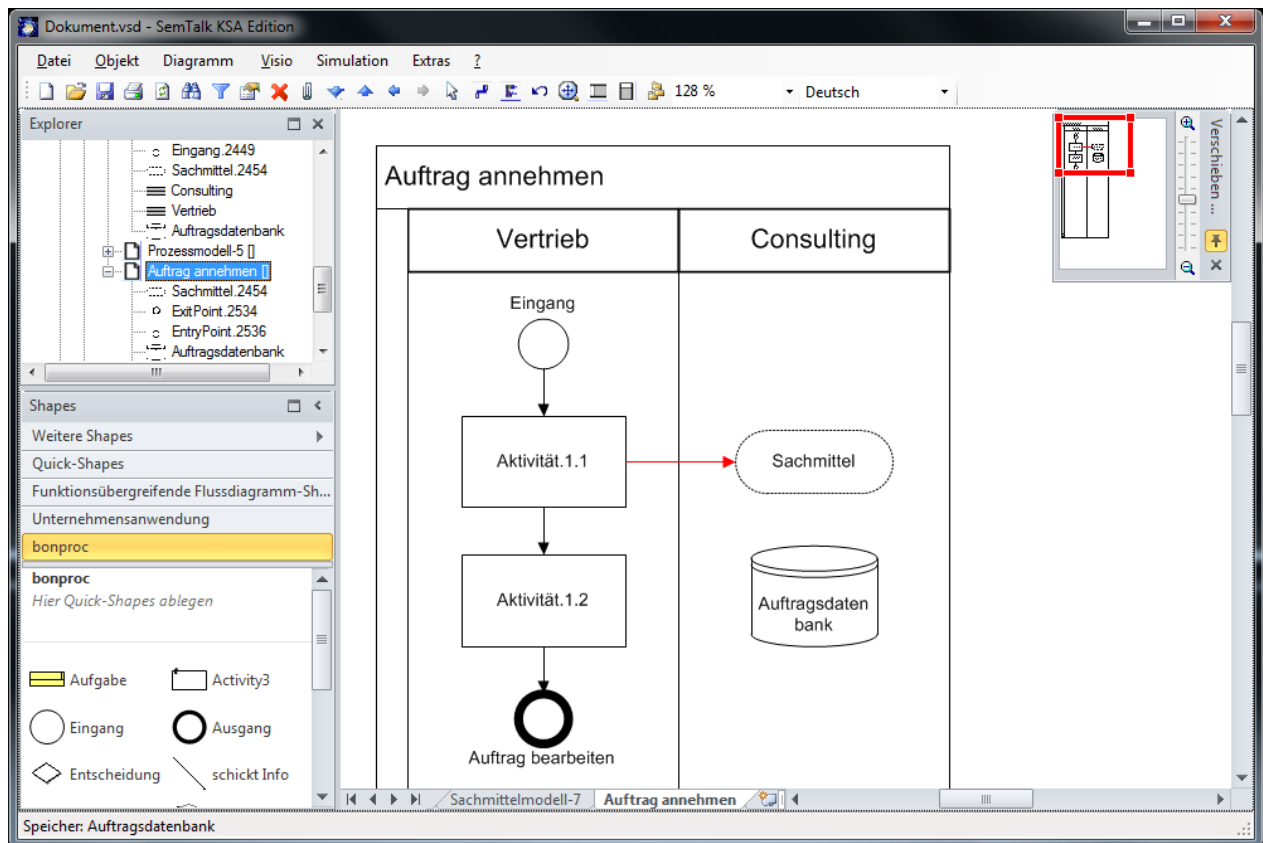 Dokument.vsd - SemTalk KSA Edition
Datei Objekt Diagramm Visio Simulation Extras ?
128 % Deutsch
Explorer
Eingang.2449
Sachmittel.2454
Consulting
Vertrieb
Auftragsdatenbank
Prozessmodell-5 []
Auftrag annehmen []
Sachmittel.2454
ExitPoint.2534
EntryPoint.2536
Auftragsdatenbank
Shapes
Weitere Shapes
Quick-Shapes
Funktionsübergreifende Flussdiagramm-Sh...
Unternehmensanwendung
bonproc
bonproc
Hier Quick-Shapes ablegen
Aufgabe Activity3
Eingang Ausgang
Entscheidung schickt Info
Auftrag annehmen
Vertrieb Consulting
Eingang
Aktivität.1.1 Sachmittel
Aktivität.1.2
Auftragsdaten
bank
Auftrag bearbeiten
Verschieben ...
Sachmittelmodell-7 Auftrag annehmen
Speicher: Auftragsdatenbank